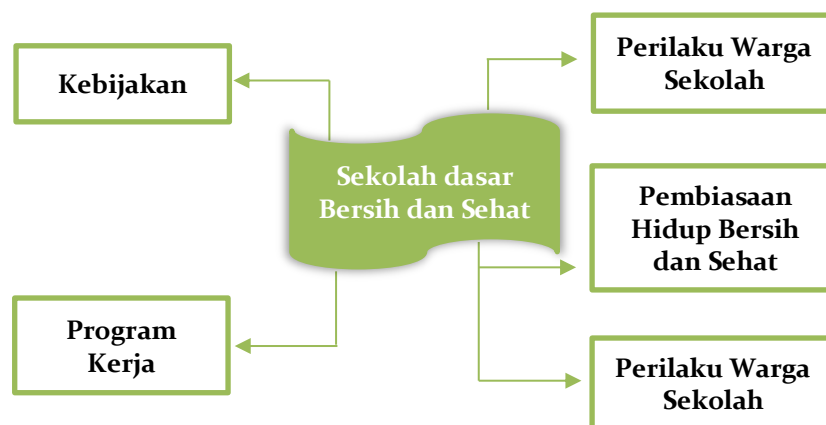 Kebijakan
Perilaku Warga
Sekolah
Sekolah dasar
Bersih dan Sehat
Pembiasaan
Hidup Bersih
dan Sehat
Program
Kerja
Perilaku Warga
Sekolah